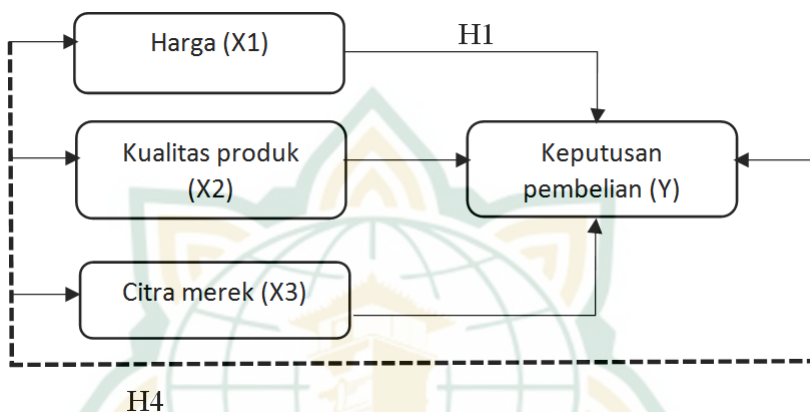 Harga (X1)
H1
Kualitas produk
(X2)
Keputusan
pembelian (Y)
Citra merek (X3)
H4